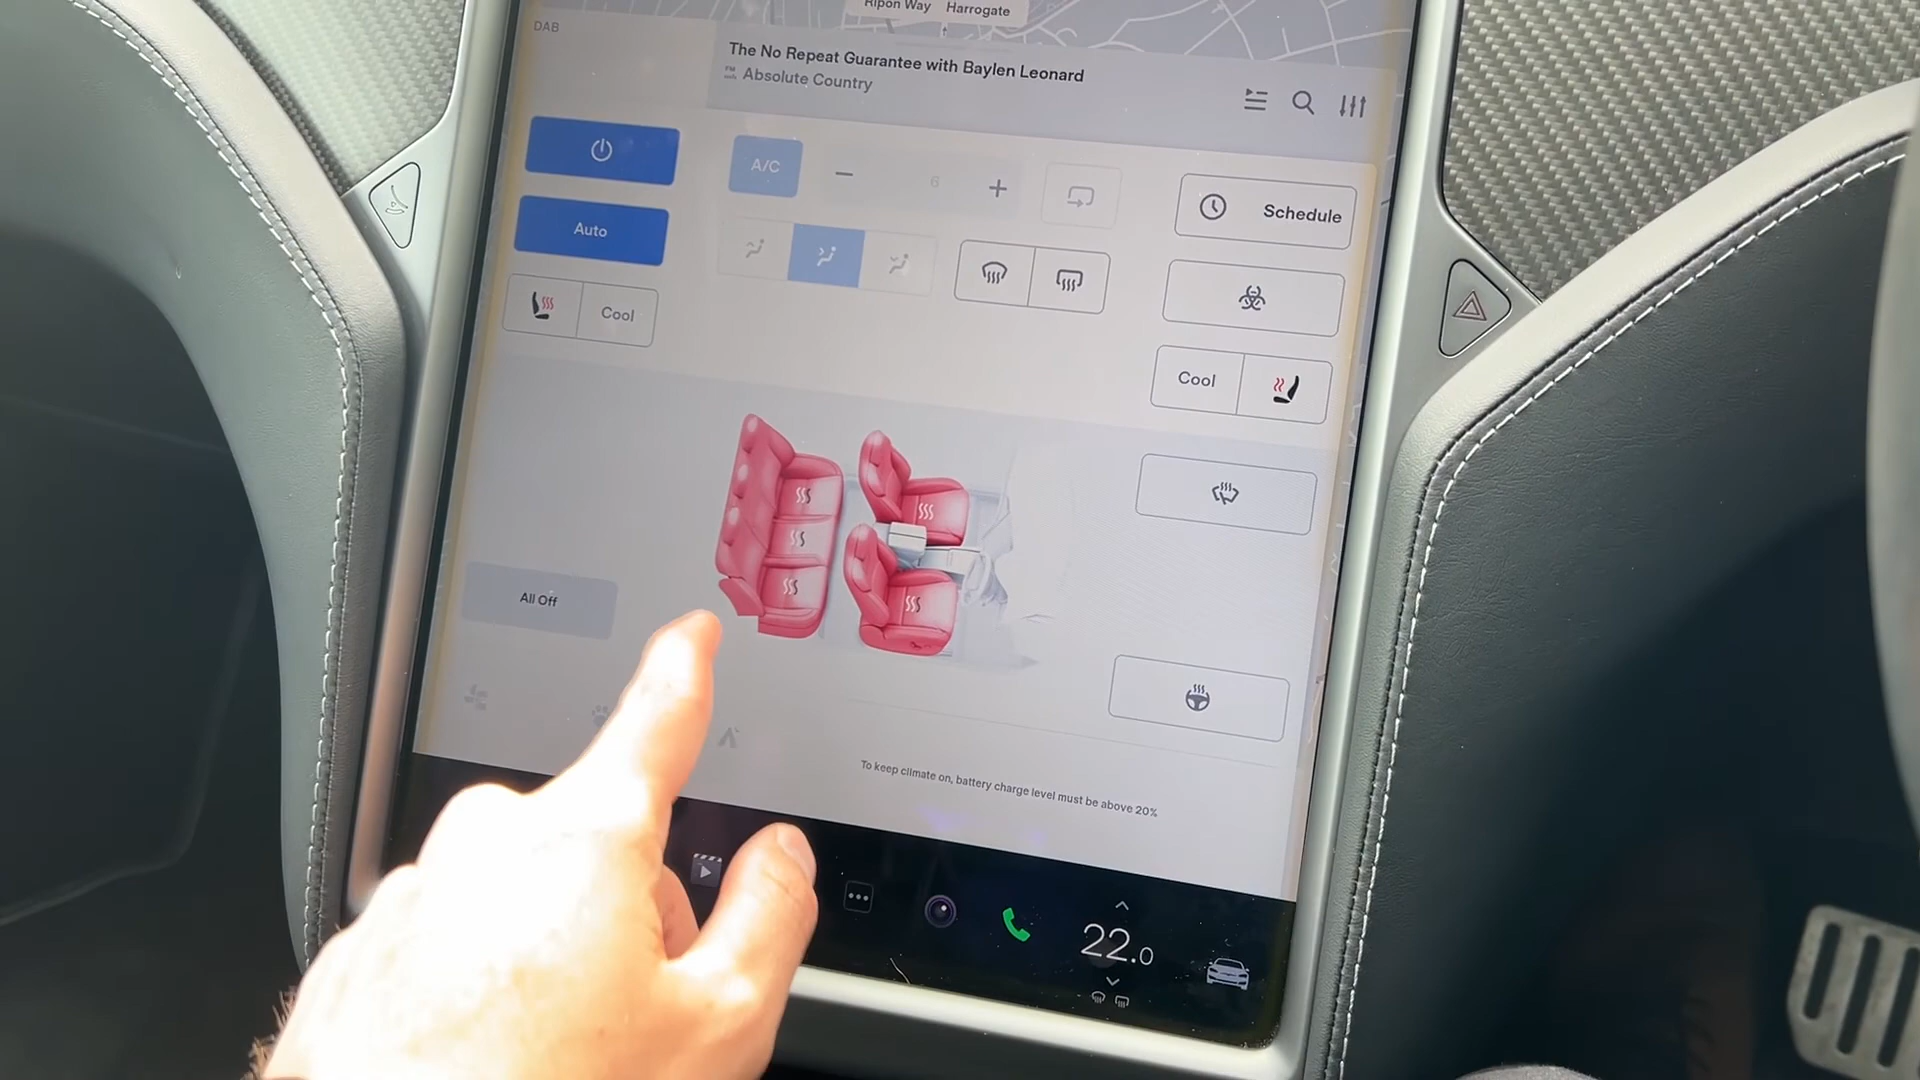 Ripon Way Harrogate
DAB
The No Repeat Guarantee with Baylen Leonard
Absolute Country
A/C
6
Schedule
Auto
Cool
Cool
All Off
To keep climate on, battery charge level must be above 20%
22.0